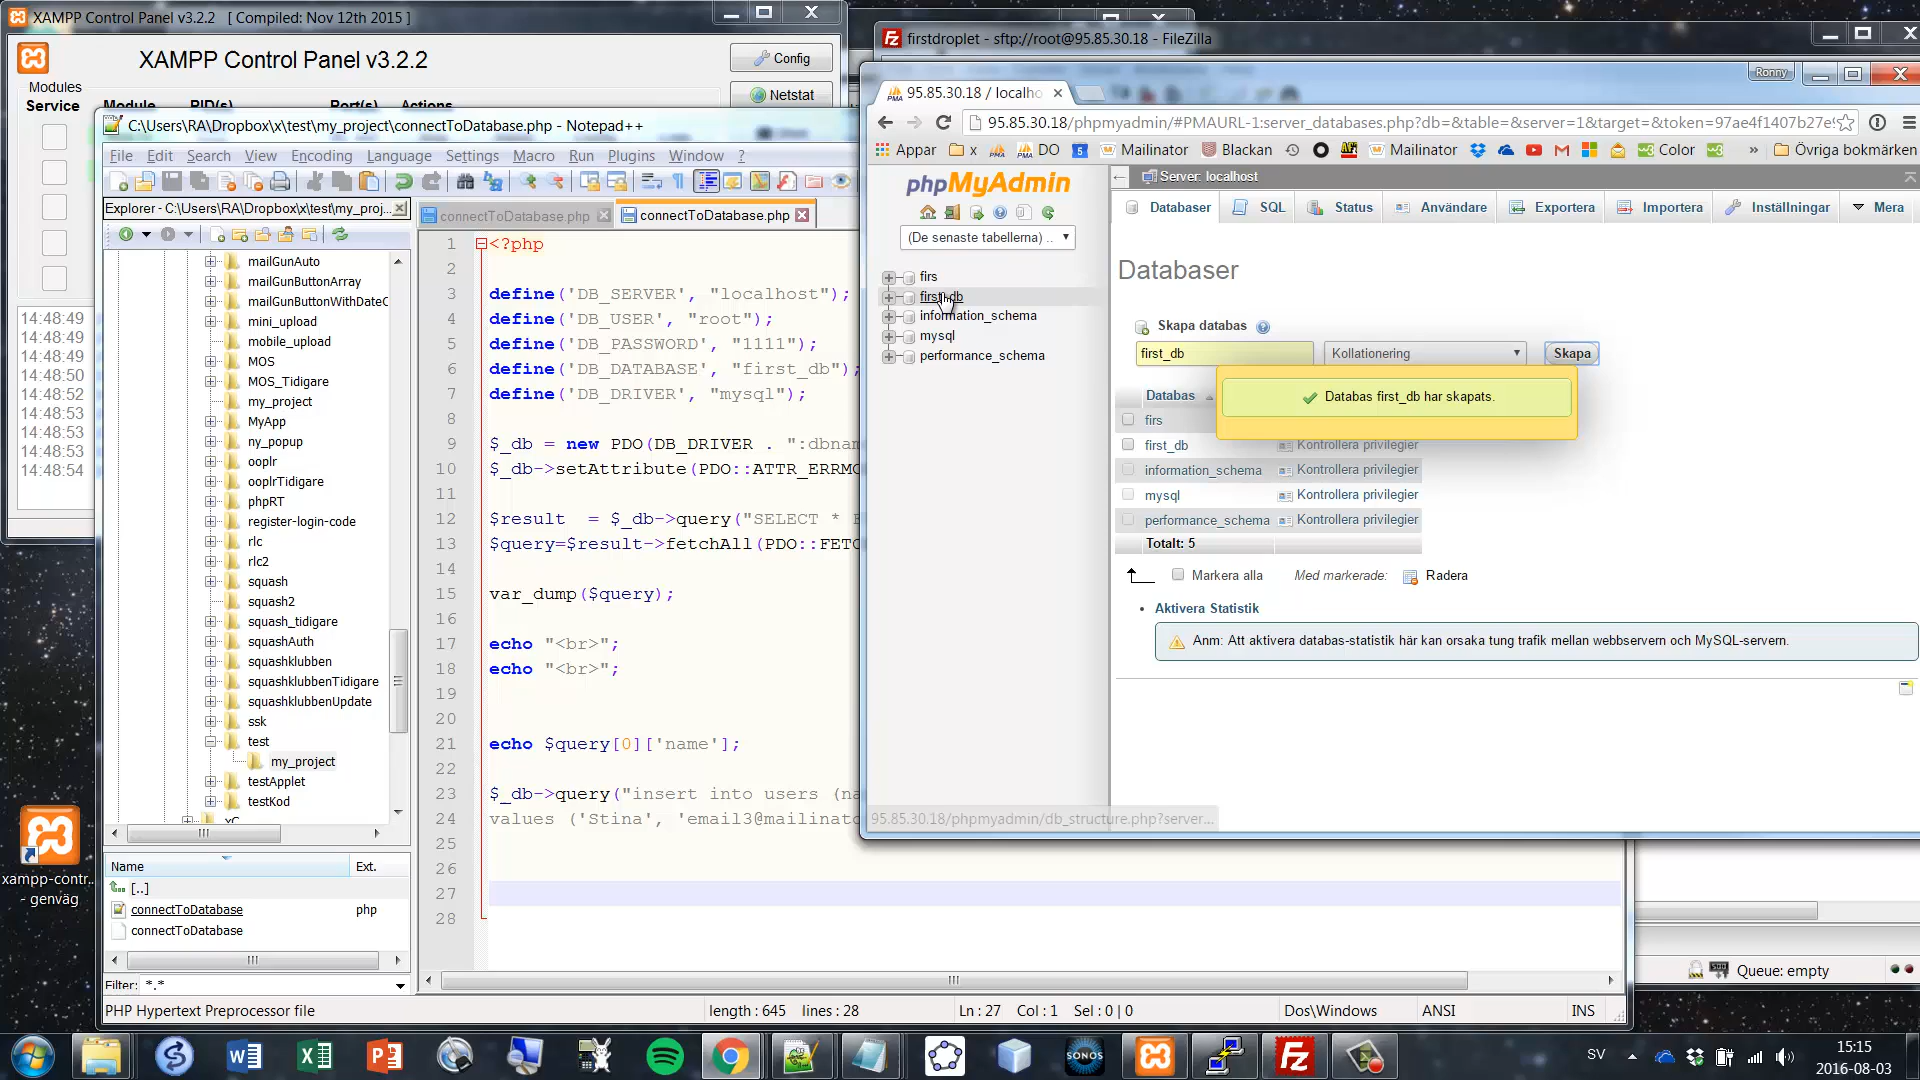 XAMPP Control Panel v3.2.2 [ Compiled: Nov 12th 2015 ]
XAMPP Control Panel v3.2.2
Config
Netstat
Modules
Service Module PID(s) Port(s) Actions
14:48:49
14:48:49
14:48:49
14:48:50
14:48:52
14:48:53
14:48:53
14:48:53
14:48:54
C:\Users\RA\Dropbox\x\test\my_project\connectToDatabase.php - Notepad++
File Edit Search View Encoding Language Settings Macro Run Plugins Window ?
Explorer - C:\Users\RA\Dropbox\x\test\my_proj...
connectToDatabase.php
connectToDatabase.php
mailGunAuto
mailGunButtonArray
mailGunButtonWithDateC
mini_upload
mobile_upload
MOS
MOS_Tidigare
my_project
MyApp
ny_popup
ooplr
ooplrTidigare
phpRT
register-login-code
rlc
rlc2
squash
squash2
squash_tidigare
squashAuth
squashklubben
squashklubbenTidigare
squashklubbenUpdate
ssk
test
my_project
testApplet
testKod
xC
Name Ext.
[..]
connectToDatabase php
connectToDatabase
Filter: *.*
1 <?php
2
3 define('DB_SERVER', "localhost");
4 define('DB_USER', "root");
5 define('DB_PASSWORD', "1111");
6 define('DB_DATABASE', "first_db");
7 define('DB_DRIVER', "mysql");
8
9 $_db = new PDO(DB_DRIVER . ":dbnam
10 $_db->setAttribute(PDO::ATTR_ERRMO
11
12 $result = $_db->query("SELECT *
13 $query=$result->fetchAll(PDO::FETC
14
15 var_dump($query);
16
17 echo "<br>";
18 echo "<br>";
19
20
21 echo $query[0]['name'];
22
23 $_db->query("insert into users (na
24 values ('Stina', 'email3@mailinato
25
26
27
28
PHP Hypertext Preprocessor file length : 645 lines : 28 Ln : 27 Col : 1 Sel : 0 | 0 Dos\Windows ANSI INS
firstdroplet - sftp://root@95.85.30.18 - FileZilla
Ronny
95.85.30.18 / localho
95.85.30.18/phpmyadmin/#PMAURL-1:server_databases.php?db=&table=&server=1&target=&token=97ae4f1407b27e
Appar x DO 5 Mailinator Blackan Mailinator Color » Övriga bokmärken
phpMyAdmin
(De senaste tabellerna) ..
firs
first_db
information_schema
mysql
performance_schema
Server: localhost
Databaser SQL Status Användare Exportera Importera Inställningar Mera
Databaser
Skapa databas
first_db Kollationering Skapa
Databas first_db har skapats.
Databas
firs
first_db Kontrollera privilegier
information_schema Kontrollera privilegier
mysql Kontrollera privilegier
performance_schema Kontrollera privilegier
Totalt: 5
Markera alla Med markerade: Radera
Aktivera Statistik
Anm: Att aktivera databas-statistik här kan orsaka tung trafik mellan webbservern och MySQL-servern.
95.85.30.18/phpmyadmin/db_structure.php?server...
Queue: empty
xampp-contr...
- genväg
SONOS
SV
15:15
2016-08-03